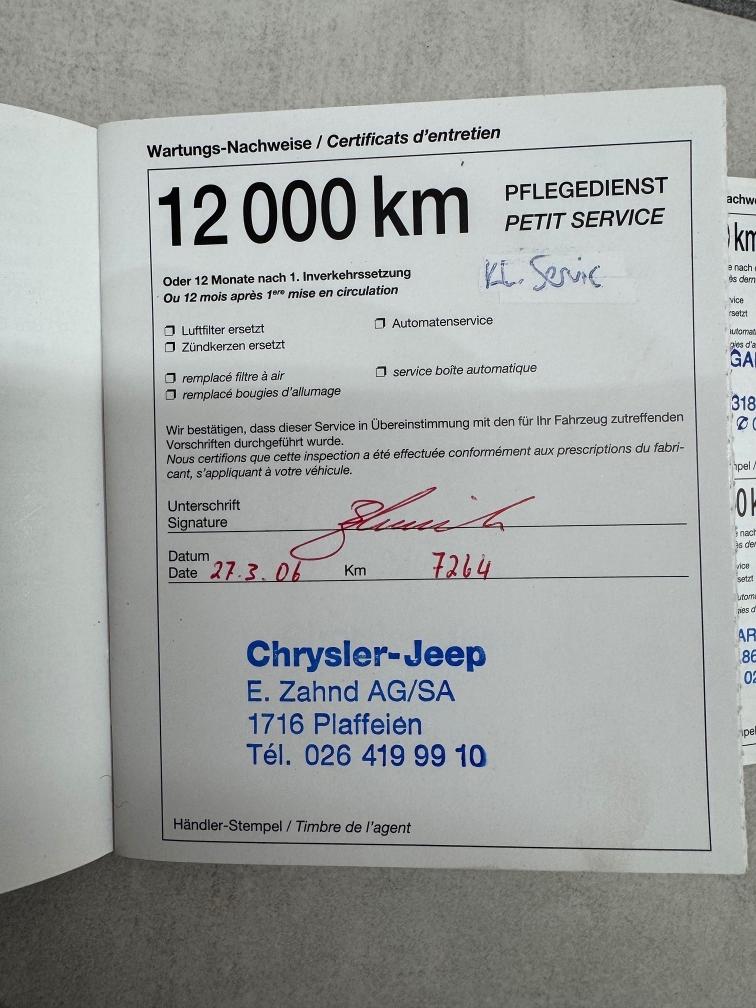 Wartungs-Nachweise / Certificats d'entretien
12 000 km
PFLEGEDIENST
PETIT SERVICE
Oder 12 Monate nach 1. Inverkehrssetzung
Ou 12 mois après 1ère mise en circulation
Kl. Servic
❒ Luftfilter ersetzt
❒ Automatenservice
❒ Zündkerzen ersetzt
❒ remplacé filtre à air
❒ service boîte automatique
❒ remplacé bougies d'allumage
Wir bestätigen, dass dieser Service in Übereinstimmung mit den für Ihr Fahrzeug zutreffenden
Vorschriften durchgeführt wurde.
Nous certifions que cette inspection a été effectuée conformément aux prescriptions du fabri-
cant, s'appliquant à votre véhicule.
Unterschrift
Signature
Datum
Date 27.3.06 Km 7264
Chrysler-Jeep
E. Zahnd AG/SA
1716 Plaffeien
Tél. 026 419 99 10
Händler-Stempel / Timbre de l'agent